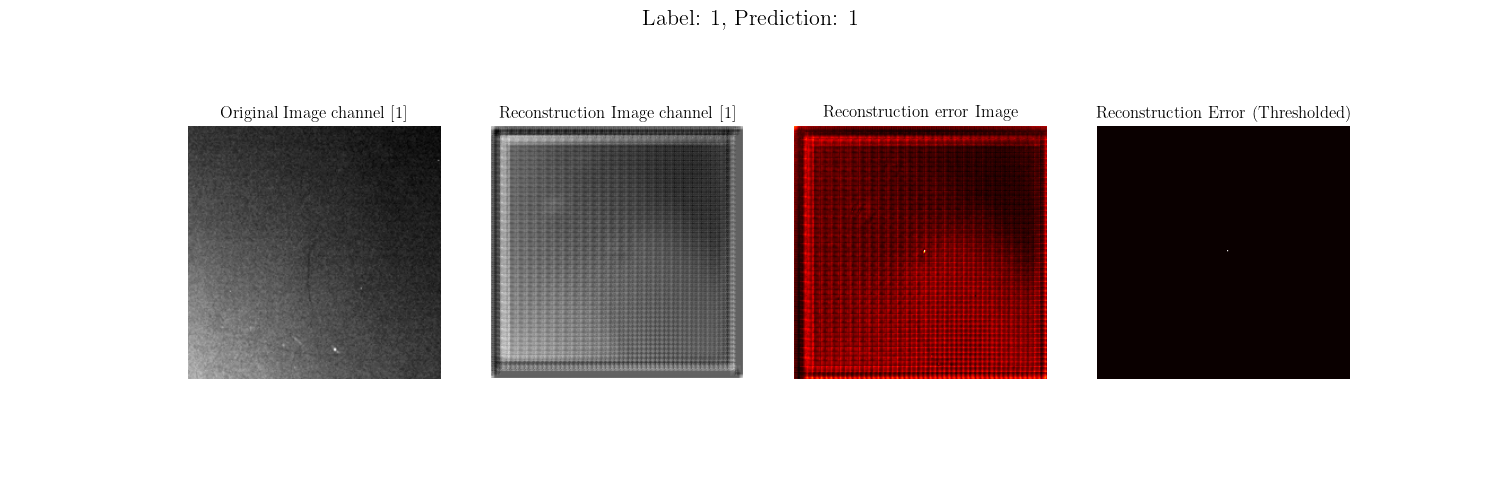 Label: 1, Prediction: 1
Original Image channel [1]
Reconstruction Image channel [1]
Reconstruction error Image
Reconstruction Error (Thresholded)